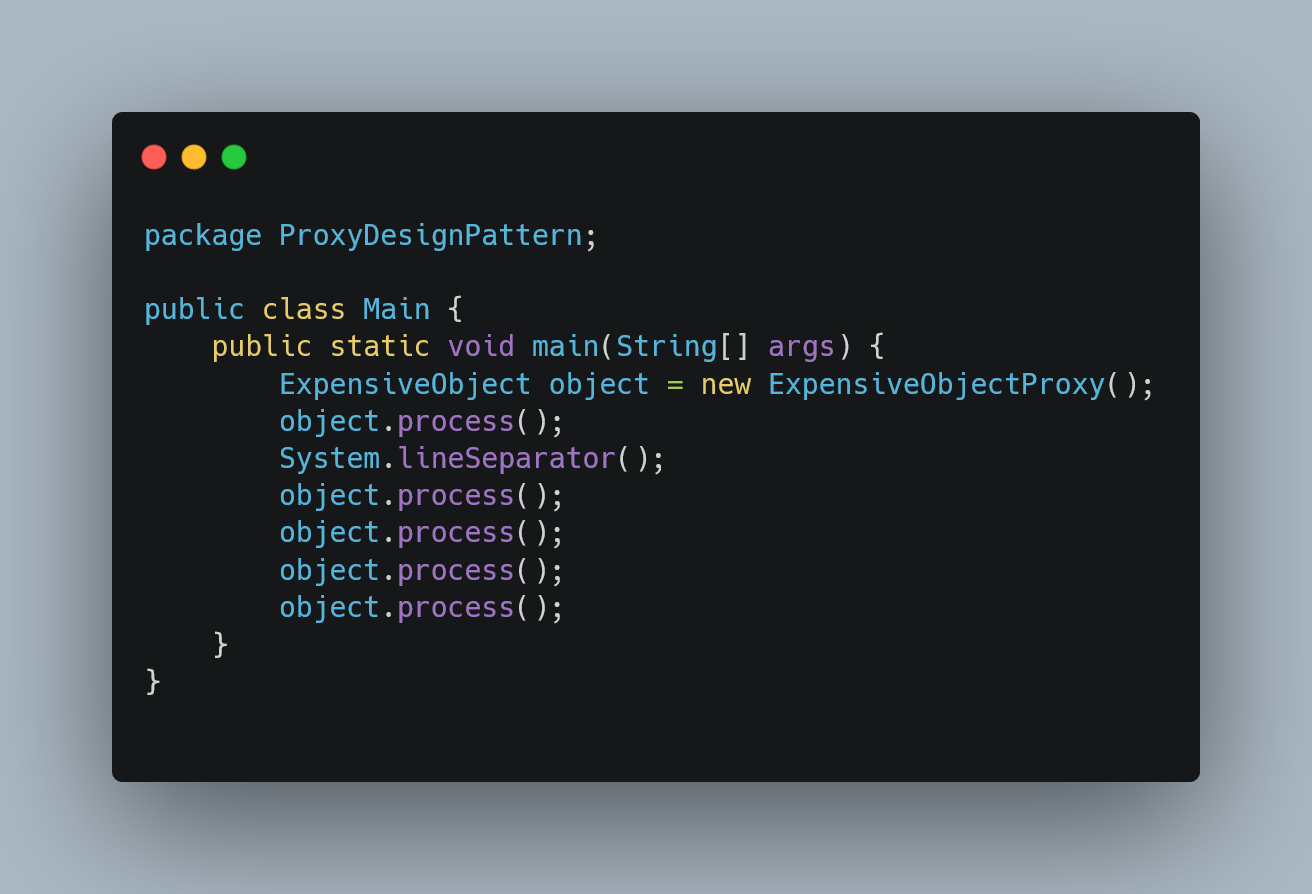 package ProxyDesignPattern;

public class Main {
    public static void main(String[] args) {
        ExpensiveObject object = new ExpensiveObjectProxy();
        object.process();
        System.lineSeparator();
        object.process();
        object.process();
        object.process();
        object.process();
    }
}